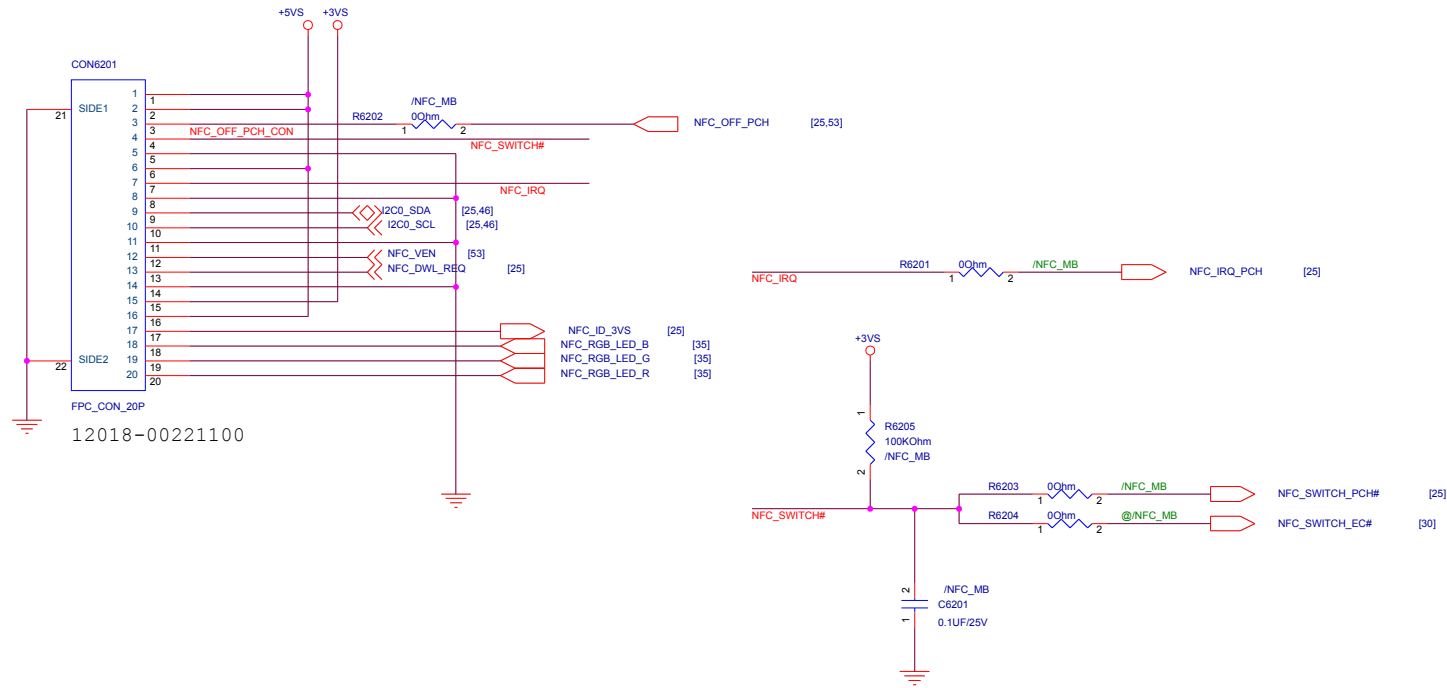 +5VS +3VS
CON6201
SIDE1
21
1 1
2 2
3 3
4 4
5 5
6 6
7 7
8 8
9 9
10 10
11 11
12 12
13 13
14 14
15 15
16 16
17 17
18 18
19 19
20 20
SIDE2
22
FPC_CON_20P
12018-00221100
NFC_OFF_PCH_CON
R6202
/NFC_MB
0Ohm
1 2
NFC_OFF_PCH [25,53]
NFC_SWITCH#
NFC_IRQ
I2C0_SDA [25,46]
I2C0_SCL [25,46]
NFC_VEN [53]
NFC_DWL_REQ [25]
NFC_ID_3VS [25]
NFC_RGB_LED_B [35]
NFC_RGB_LED_G [35]
NFC_RGB_LED_R [35]
NFC_IRQ
R6201 0Ohm /NFC_MB
1 2
NFC_IRQ_PCH [25]
+3VS
1
R6205
100KOhm
/NFC_MB
2
NFC_SWITCH#
R6203 0Ohm /NFC_MB
1 2
NFC_SWITCH_PCH# [25]
R6204 0Ohm @/NFC_MB
1 2
NFC_SWITCH_EC# [30]
2
/NFC_MB
C6201
1
0.1UF/25V